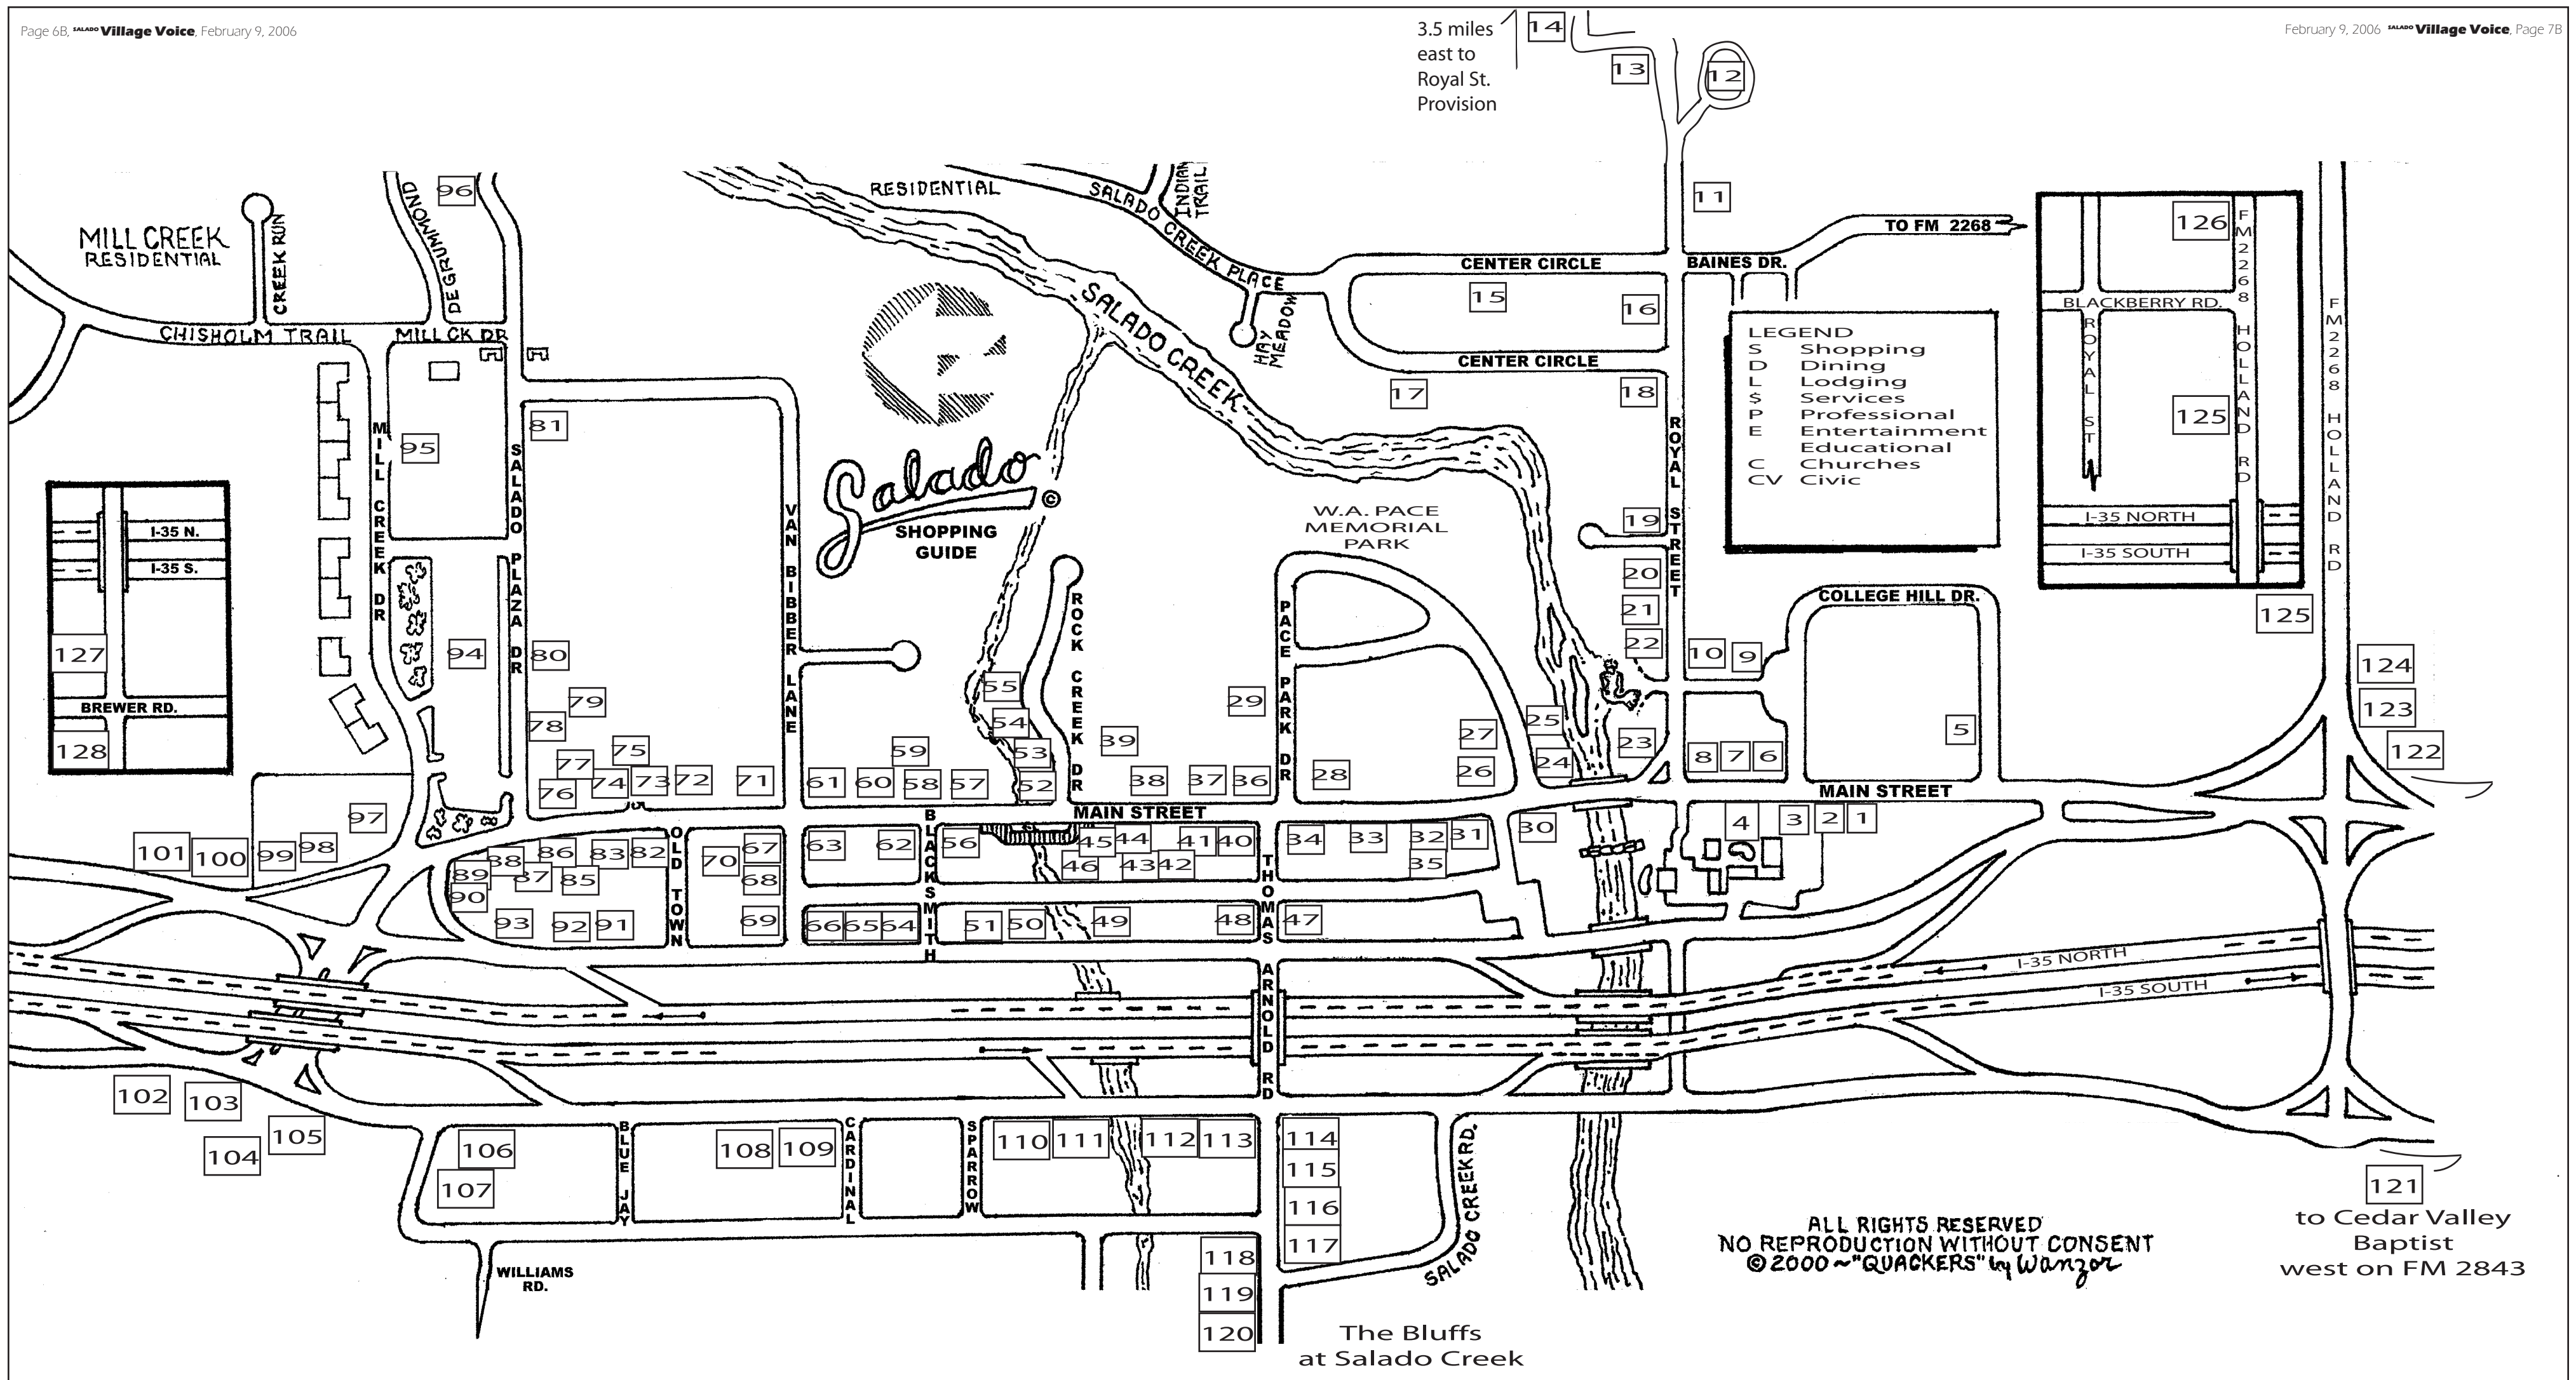 Page 6B, SALADO Village Voice, February 9, 2006
February 9, 2006 SALADO Village Voice, Page 7B
3.5 miles
east to
Royal St.
Provision
14
13
12
11
96
RESIDENTIAL
SALADO CREEK PLACE
INDIAN
TRAIL
MILL CREEK
RESIDENTIAL
CREEK RUN
DEGRUMMOND
CHISHOLM TRAIL
MILL CK DR
SALADO CREEK
HAY
MEADOW
CENTER CIRCLE
BAINES DR.
TO FM 2268
15
16
CENTER CIRCLE
17
18
LEGEND
S Shopping
D Dining
L Lodging
$ Services
P Professional
E Entertainment
Educational
C Churches
CV Civic
126
FM2268 HOLLAND RD
BLACKBERRY RD.
ROYAL ST
125
I-35 NORTH
I-35 SOUTH
FM2268 HOLLAND RD
125
124
123
122
81
95
MILL CREEK DR
SALADO PLAZA DR
VAN BIBBER LANE
Salado ©
SHOPPING
GUIDE
I-35 N.
I-35 S.
127
BREWER RD.
128
94
80
79
78
75
77
74
73
72
71
76
97
W.A. PACE
MEMORIAL
PARK
ROCK CREEK DR
PACE PARK DR
ROYAL STREET
19
20
21
22
10
9
COLLEGE HILL DR.
5
55
54
53
52
59
61
60
58
57
39
38
37
36
29
28
27
26
25
24
23
8
7
6
MAIN STREET
MAIN STREET
101
100
99
98
88
86
83
82
89
87
85
90
93
92
91
OLD TOWN
70
67
68
69
63
62
56
66
65
64
BLACKSMITH
51
50
49
48
47
45
44
41
40
46
43
42
34
33
32
31
35
30
4
3
2
1
THOMAS ARNOLD RD
I-35 NORTH
I-35 SOUTH
102
103
104
105
106
107
BLUE JAY
108
109
CARDINAL
SPARROW
110
111
112
113
114
115
116
117
118
119
120
SALADO CREEK RD.
WILLIAMS
RD.
The Bluffs
at Salado Creek
ALL RIGHTS RESERVED
NO REPRODUCTION WITHOUT CONSENT
© 2000 ~ "QUACKERS" by Wanzor
121
to Cedar Valley
Baptist
west on FM 2843